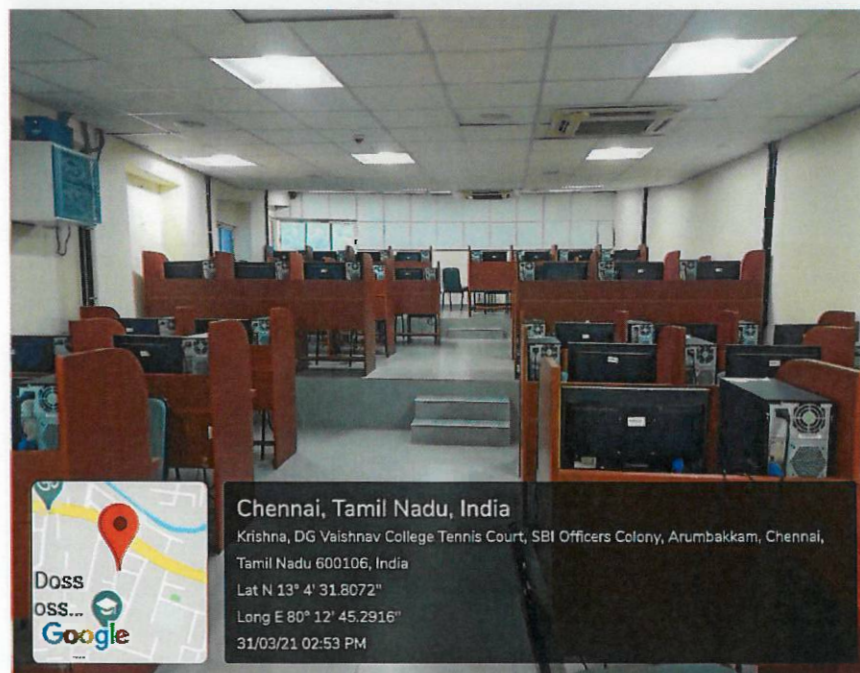 Chennai, Tamil Nadu, India
Krishna, DG Vaishnav College Tennis Court, SBI Officers Colony, Arumbakkam, Chennai,
Tamil Nadu 600106, India
Lat N 13° 4' 31.8072"
Long E 80° 12' 45.2916"
31/03/21 02:53 PM
Doss
oss...
Google